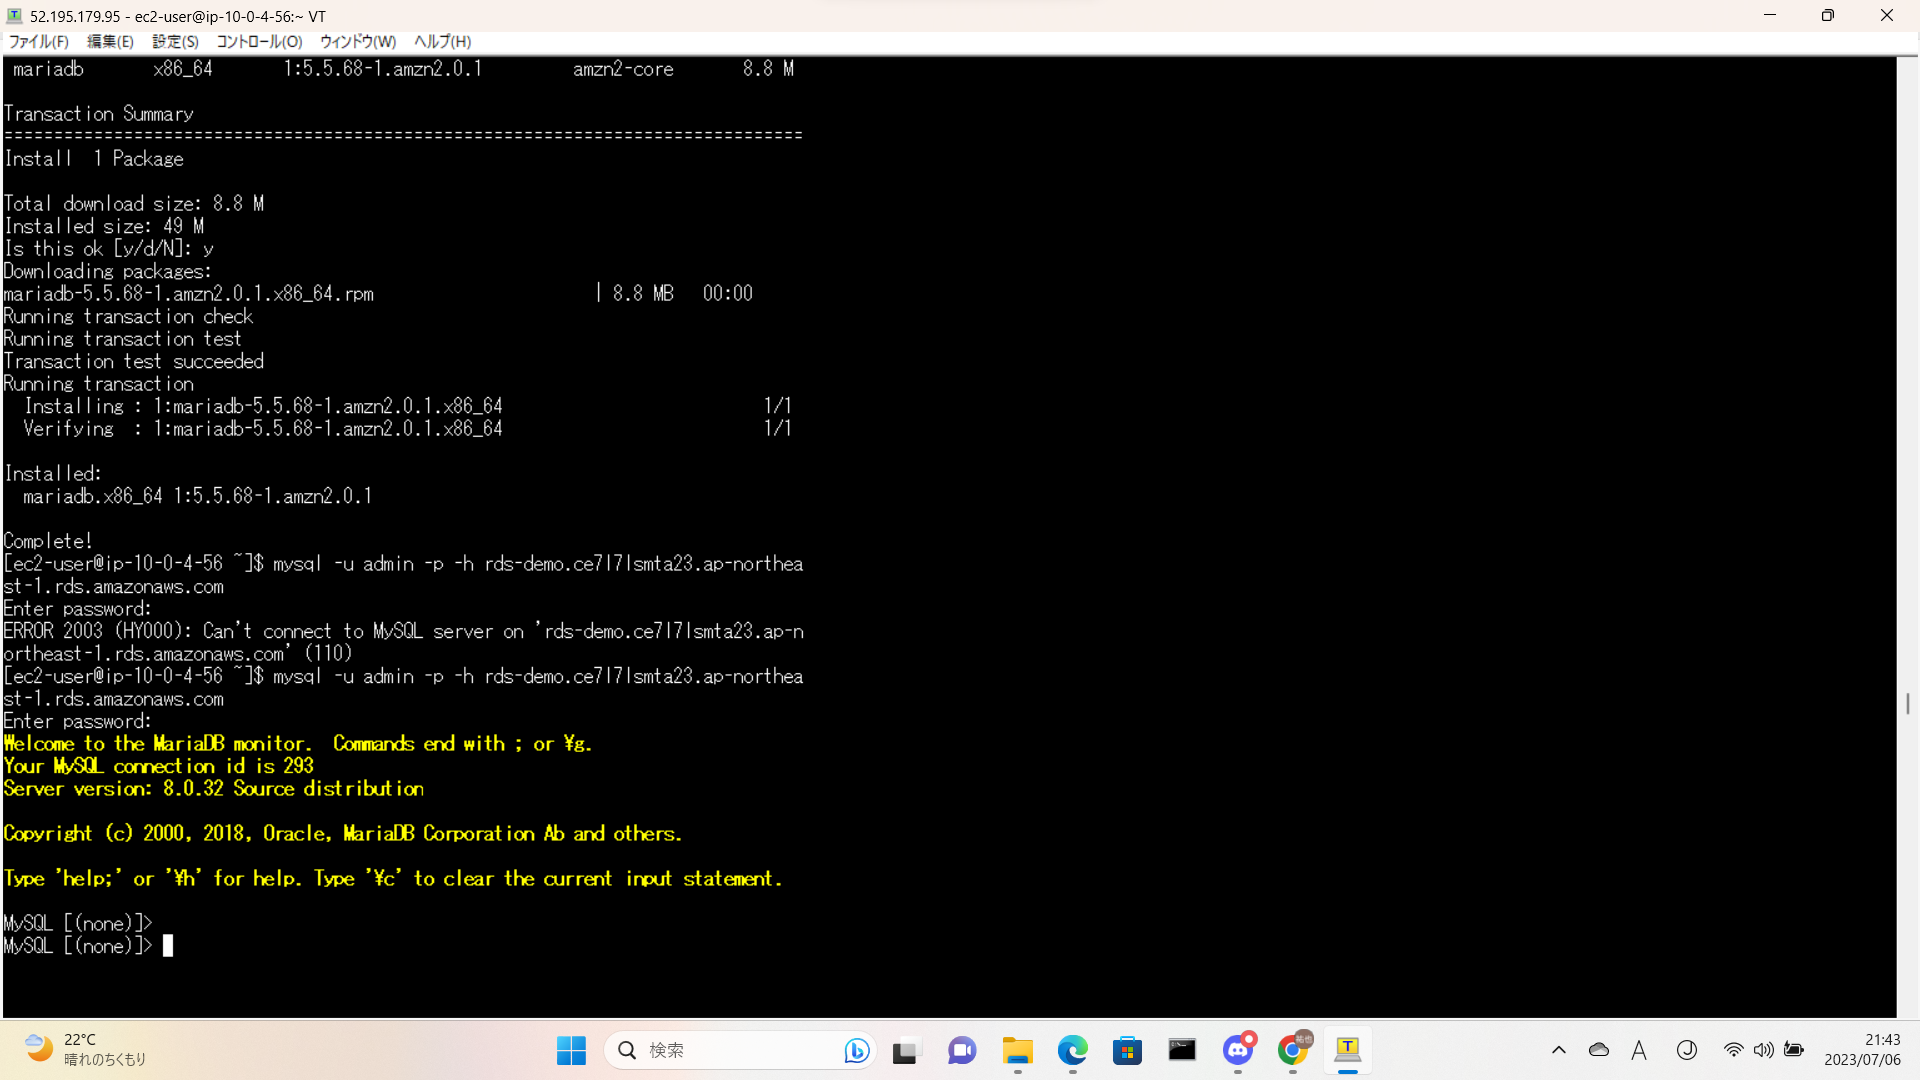 52.195.179.95 - ec2-user@ip-10-0-4-56:~ VT
ファイル(F) 編集(E) 設定(S) コントロール(O) ウィンドウ(W) ヘルプ(H)
mariadb x86_64 1:5.5.68-1.amzn2.0.1 amzn2-core 8.8 M
Transaction Summary
================================================================================
Install 1 Package
Total download size: 8.8 M
Installed size: 49 M
Is this ok [y/d/N]: y
Downloading packages:
mariadb-5.5.68-1.amzn2.0.1.x86_64.rpm | 8.8 MB 00:00
Running transaction check
Running transaction test
Transaction test succeeded
Running transaction
Installing : 1:mariadb-5.5.68-1.amzn2.0.1.x86_64 1/1
Verifying : 1:mariadb-5.5.68-1.amzn2.0.1.x86_64 1/1
Installed:
mariadb.x86_64 1:5.5.68-1.amzn2.0.1
Complete!
[ec2-user@ip-10-0-4-56 ~]$ mysql -u admin -p -h rds-demo.ce7l7lsmta23.ap-northea
st-1.rds.amazonaws.com
Enter password:
ERROR 2003 (HY000): Can't connect to MySQL server on 'rds-demo.ce7l7lsmta23.ap-n
ortheast-1.rds.amazonaws.com' (110)
[ec2-user@ip-10-0-4-56 ~]$ mysql -u admin -p -h rds-demo.ce7l7lsmta23.ap-northea
st-1.rds.amazonaws.com
Enter password:
Welcome to the MariaDB monitor. Commands end with ; or ¥g.
Your MySQL connection id is 293
Server version: 8.0.32 Source distribution
Copyright (c) 2000, 2018, Oracle, MariaDB Corporation Ab and others.
Type 'help;' or '¥h' for help. Type '¥c' to clear the current input statement.
MySQL [(none)]>
MySQL [(none)]>
22°C
晴れのちくもり
検索
A
21:43
2023/07/06